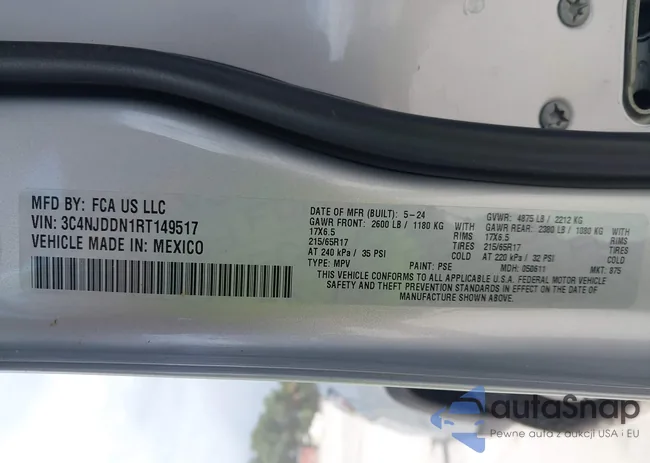 MFD BY: FCA US LLC
VIN: 3C4NJDDN1RT149517
VEHICLE MADE IN: MEXICO
DATE OF MFR (BUILT): 5-24 GVWR: 4875 LB / 2212 KG
GAWR FRONT: 2600 LB / 1180 KG WITH GAWR REAR: 2380 LB / 1080 KG WITH
17X6.5 RIMS 17X6.5 RIMS
215/65R17 TIRES 215/65R17 TIRES
AT 240 kPa / 35 PSI COLD AT 220 kPa / 32 PSI COLD
TYPE: MPV PAINT: PSE MDH: 050611 MKT: 875
THIS VEHICLE CONFORMS TO ALL APPLICABLE U.S.A. FEDERAL MOTOR VEHICLE
SAFETY AND THEFT PREVENTION STANDARDS IN EFFECT ON THE DATE OF
MANUFACTURE SHOWN ABOVE.
autaSnap
Pewne auta z aukcji USA i EU